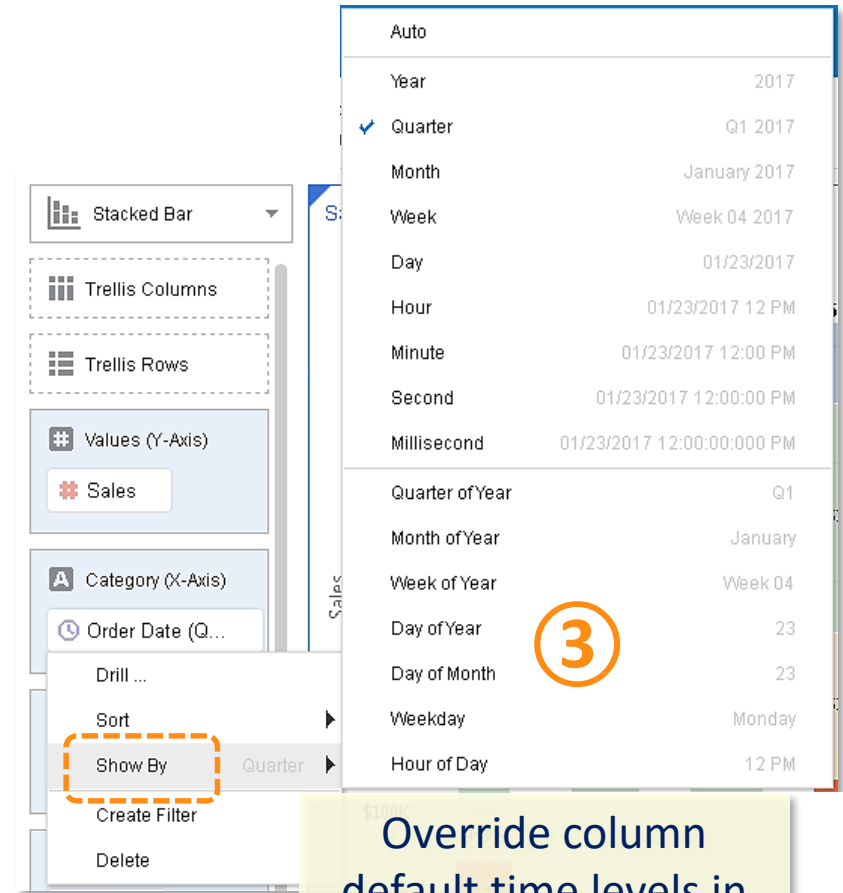 Auto
Year 2017
Quarter Q1 2017
Month January 2017
Week Week 04 2017
Day 01/23/2017
Hour 01/23/2017 12 PM
Minute 01/23/2017 12:00 PM
Second 01/23/2017 12:00:00 PM
Millisecond 01/23/2017 12:00:00:000 PM
Quarter of Year Q1
Month of Year January
Week of Year Week 04
Day of Year 23
Day of Month 23
Weekday Monday
Hour of Day 12 PM
3
Stacked Bar
Trellis Columns
Trellis Rows
Values (Y-Axis)
Sales
Category (X-Axis)
Order Date (Q...
Drill ...
Sort
Show By Quarter
Create Filter
Delete
Sales
$100K
Override column
default time levels in